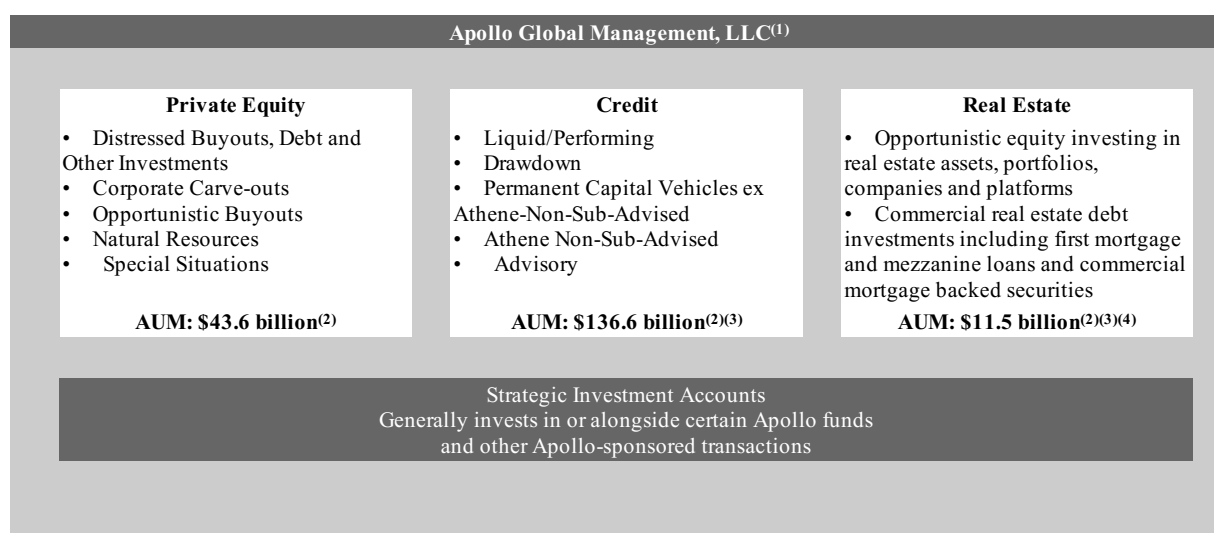 Apollo Global Management, LLC(1)
Private Equity
• Distressed Buyouts, Debt and
Other Investments
• Corporate Carve-outs
• Opportunistic Buyouts
• Natural Resources
• Special Situations
AUM: $43.6 billion(2)
Credit
• Liquid/Performing
• Drawdown
• Permanent Capital Vehicles ex
Athene-Non-Sub-Advised
• Athene Non-Sub-Advised
• Advisory
AUM: $136.6 billion(2)(3)
Real Estate
• Opportunistic equity investing in
real estate assets, portfolios,
companies and platforms
• Commercial real estate debt
investments including first mortgage
and mezzanine loans and commercial
mortgage backed securities
AUM: $11.5 billion(2)(3)(4)
Strategic Investment Accounts
Generally invests in or alongside certain Apollo funds
and other Apollo-sponsored transactions